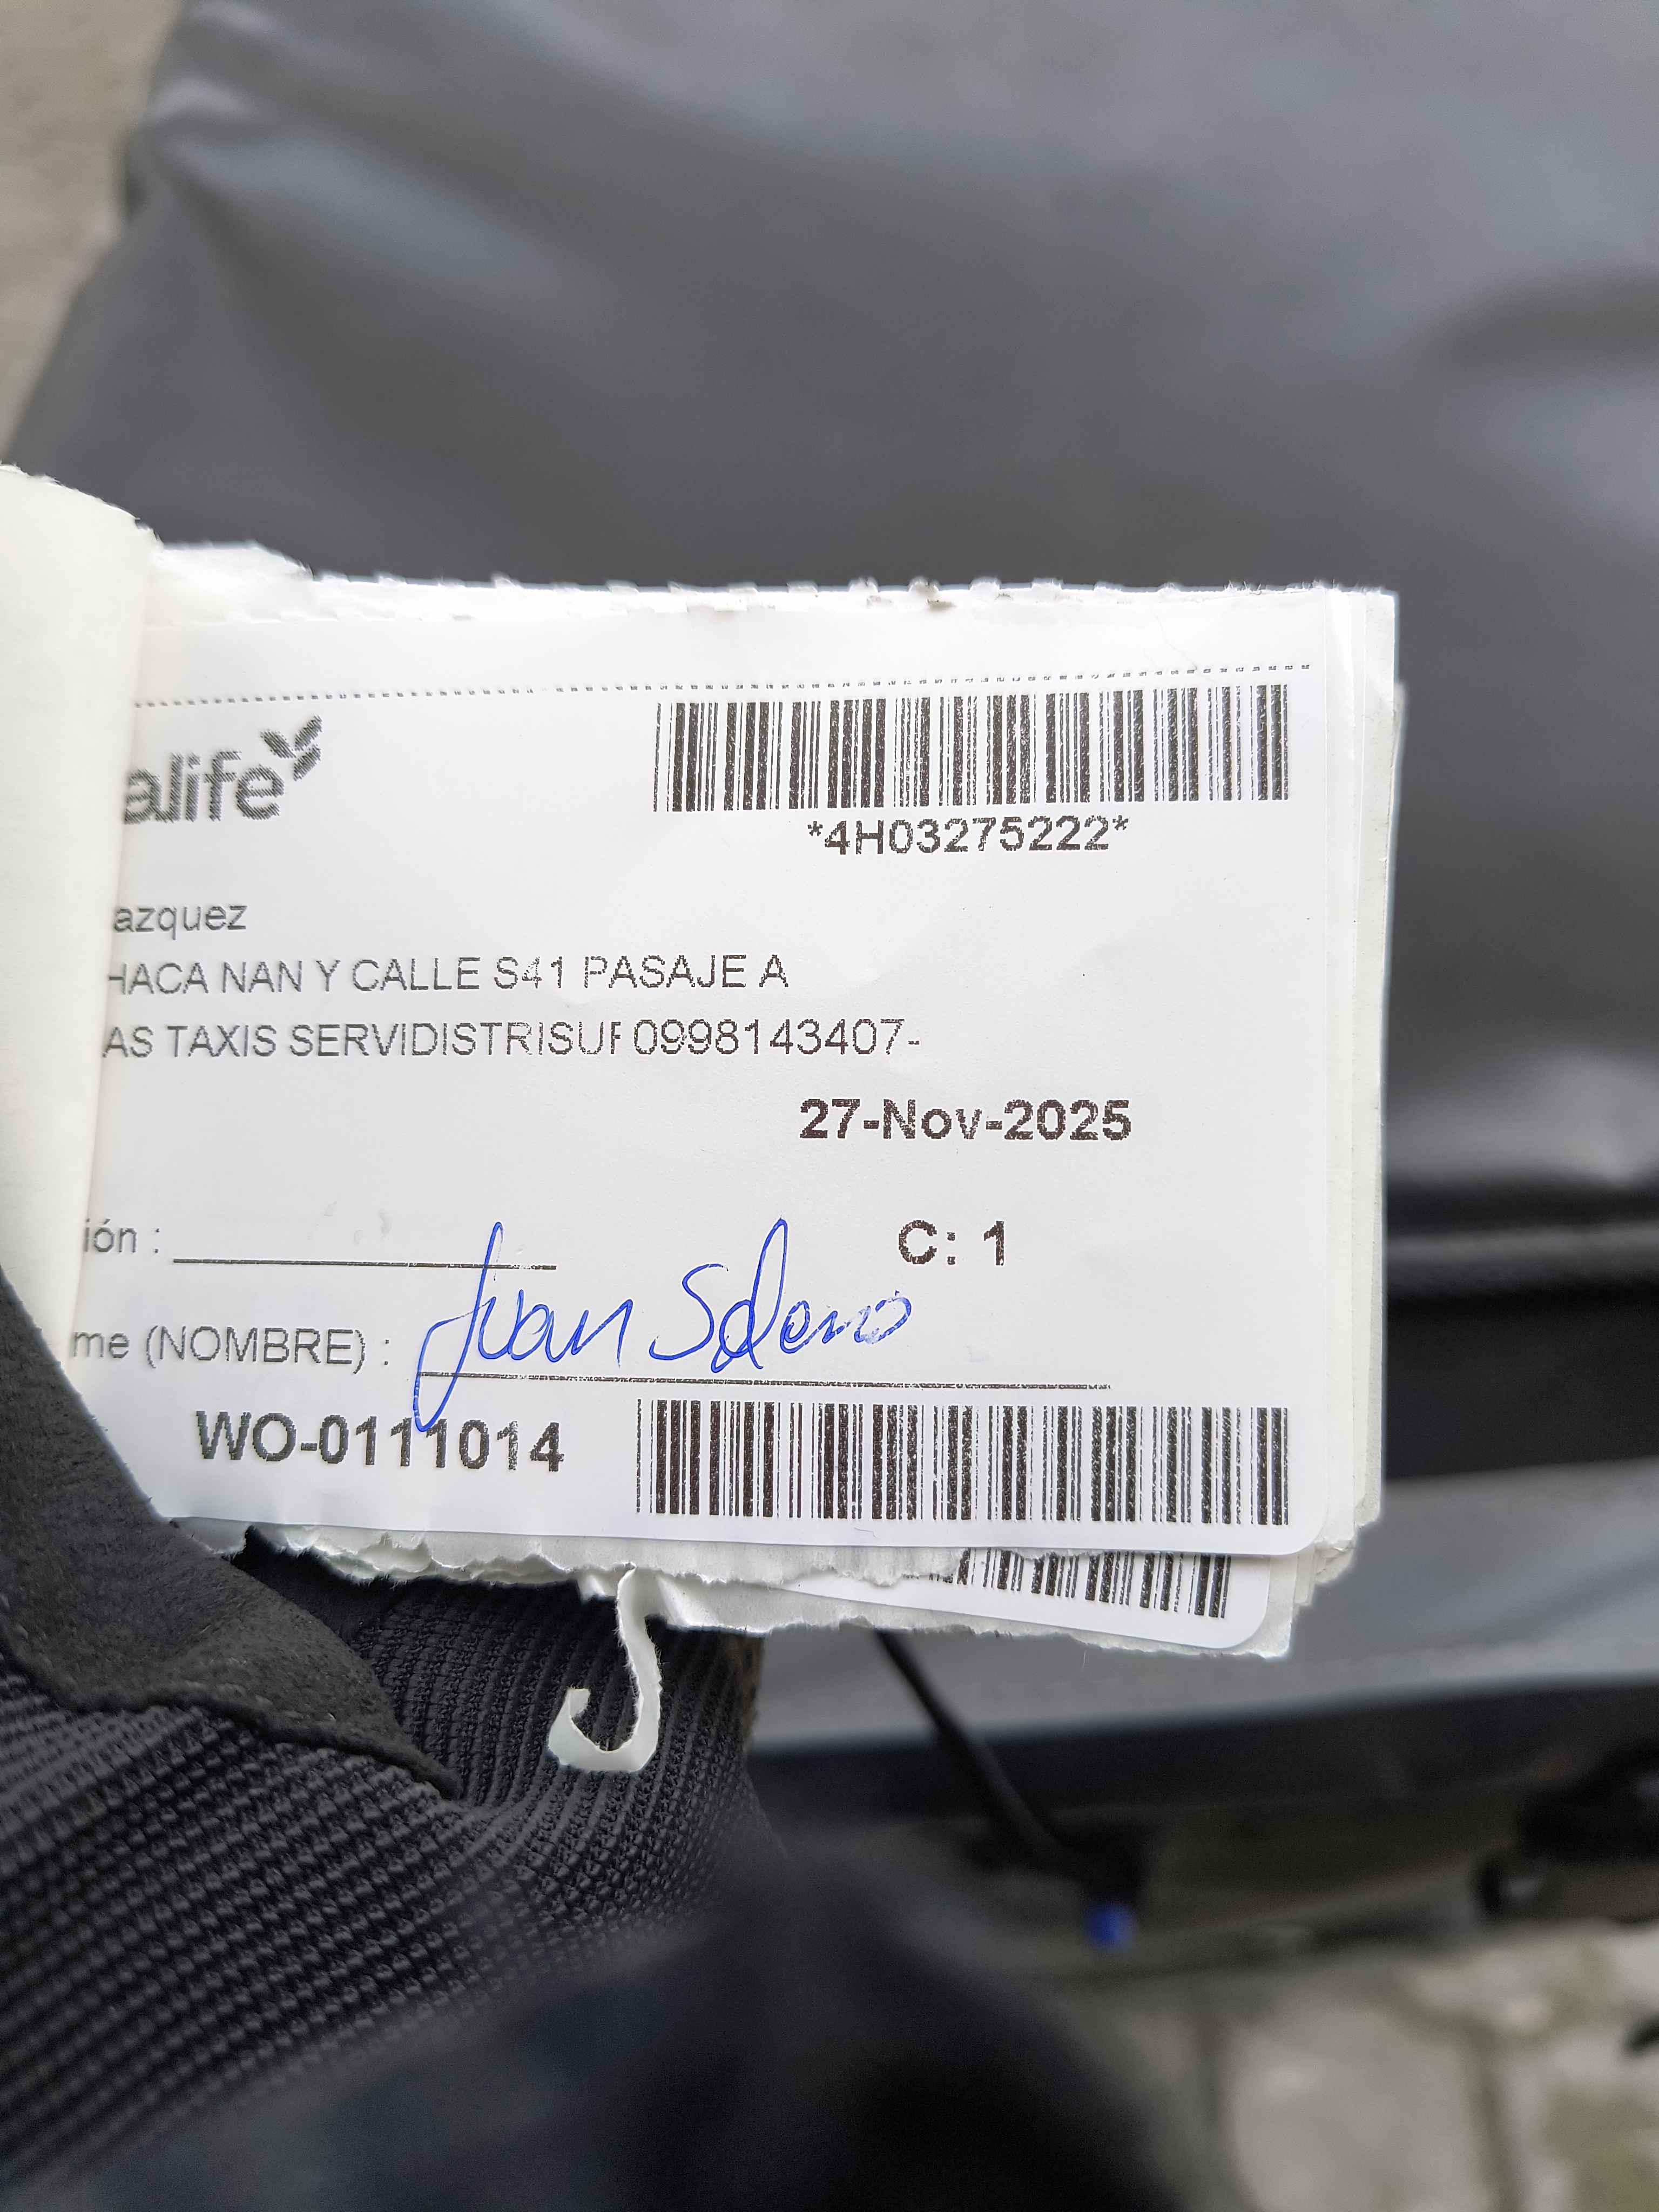 alife
*4H03275222*
azquez
HACA NAN Y CALLE S41 PASAJE A
AS TAXIS SERVIDISTRISUF 0998143407-
27-Nov-2025
ión :
C: 1
me (NOMBRE) : Juan
WO-0111014